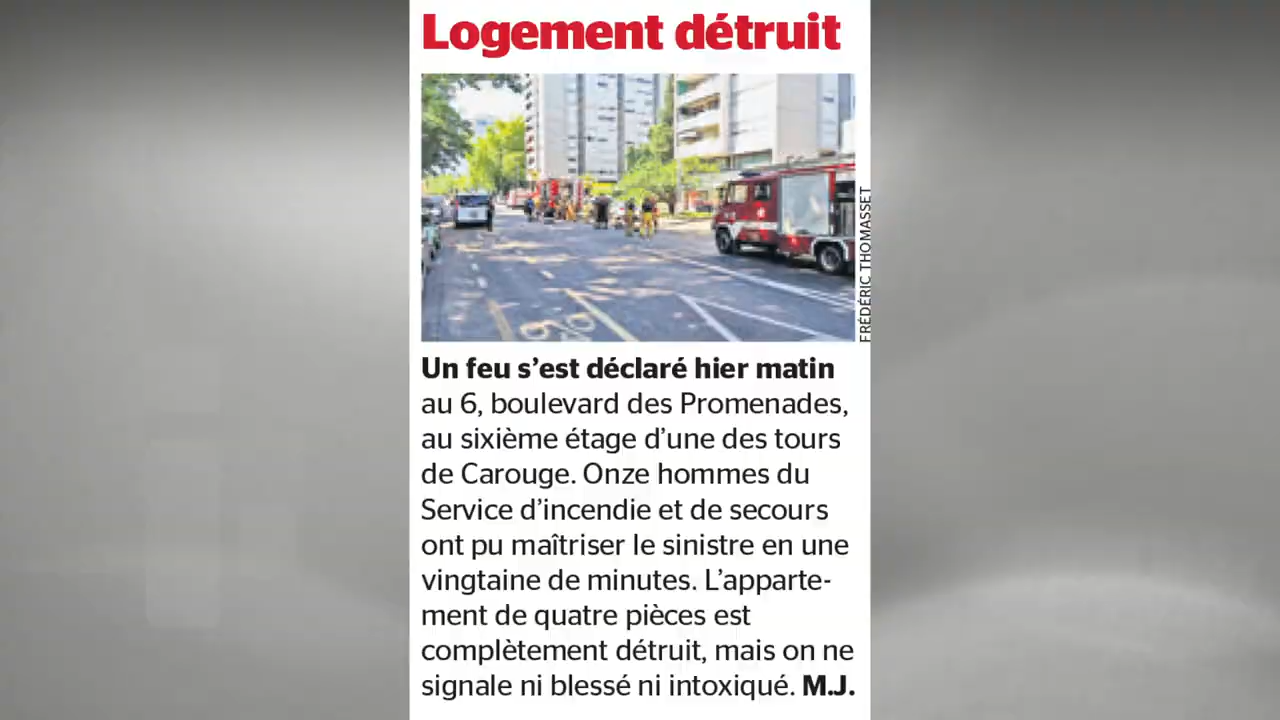 Logement détruit
FRÉDÉRIC THOMASSET
Un feu s’est déclaré hier matin
au 6, boulevard des Promenades,
au sixième étage d’une des tours
de Carouge. Onze hommes du
Service d’incendie et de secours
ont pu maîtriser le sinistre en une
vingtaine de minutes. L’apparte-
ment de quatre pièces est
complètement détruit, mais on ne
signale ni blessé ni intoxiqué. M.J.